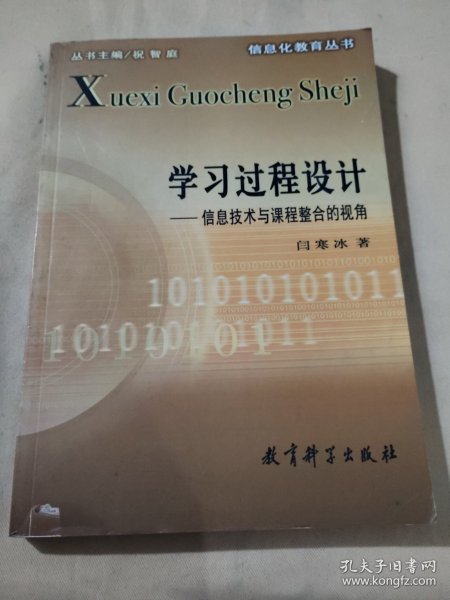 丛书主编/祝智庭
信息化教育丛书
Xuexi Guocheng Sheji
学习过程设计
——信息技术与课程整合的视角
闫寒冰 著
101010101011
10101010101011
10101101
教育科学出版社
孔夫子旧书网
www.kongfz.com